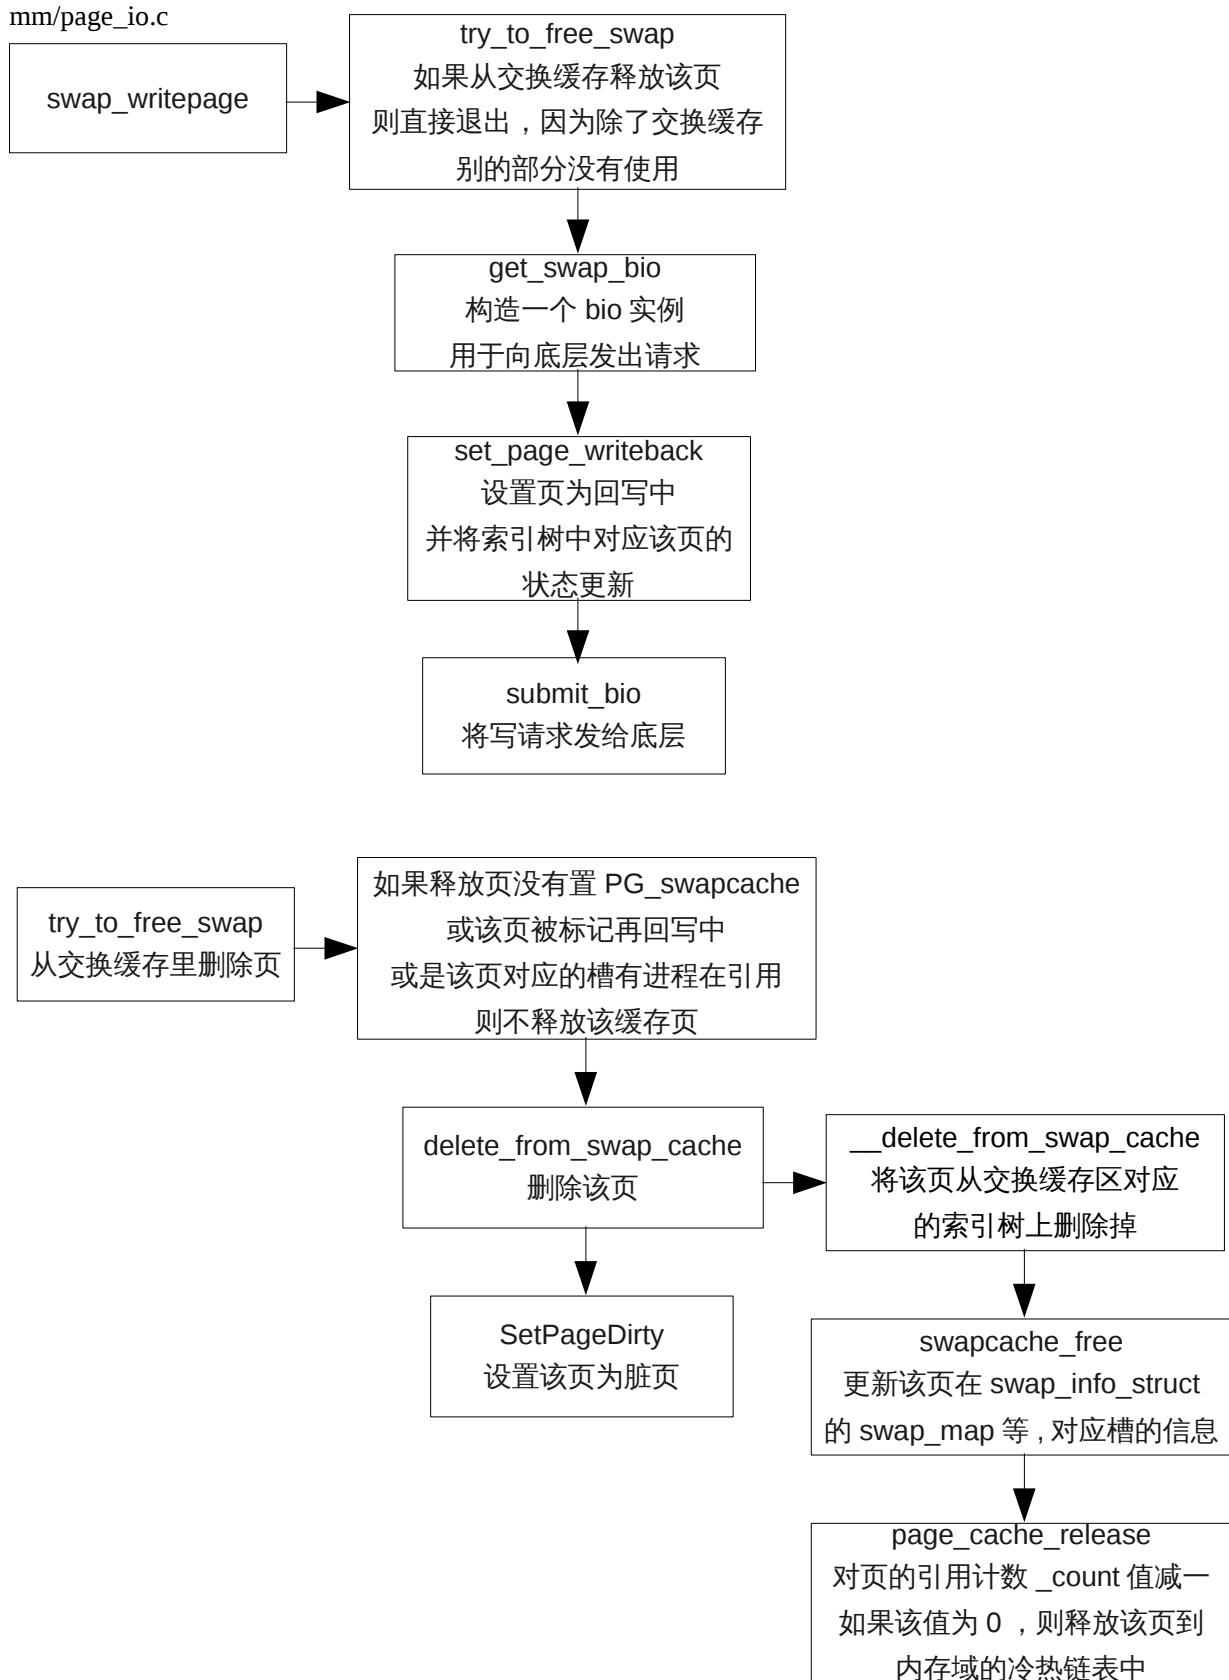 mm/page_io.c
swap_writepage
try_to_free_swap
如果从交换缓存释放该页
则直接退出，因为除了交换缓存
别的部分没有使用
get_swap_bio
构造一个 bio 实例
用于向底层发出请求
set_page_writeback
设置页为回写中
并将索引树中对应该页的
状态更新
submit_bio
将写请求发给底层
try_to_free_swap
从交换缓存里删除页
如果释放页没有置 PG_swapcache
或该页被标记再回写中
或是该页对应的槽有进程在引用
则不释放该缓存页
delete_from_swap_cache
删除该页
__delete_from_swap_cache
将该页从交换缓存区对应
的索引树上删除掉
SetPageDirty
设置该页为脏页
swapcache_free
更新该页在 swap_info_struct
的 swap_map 等 , 对应槽的信息
page_cache_release
对页的引用计数 _count 值减一
如果该值为 0 ，则释放该页到
内存域的冷热链表中